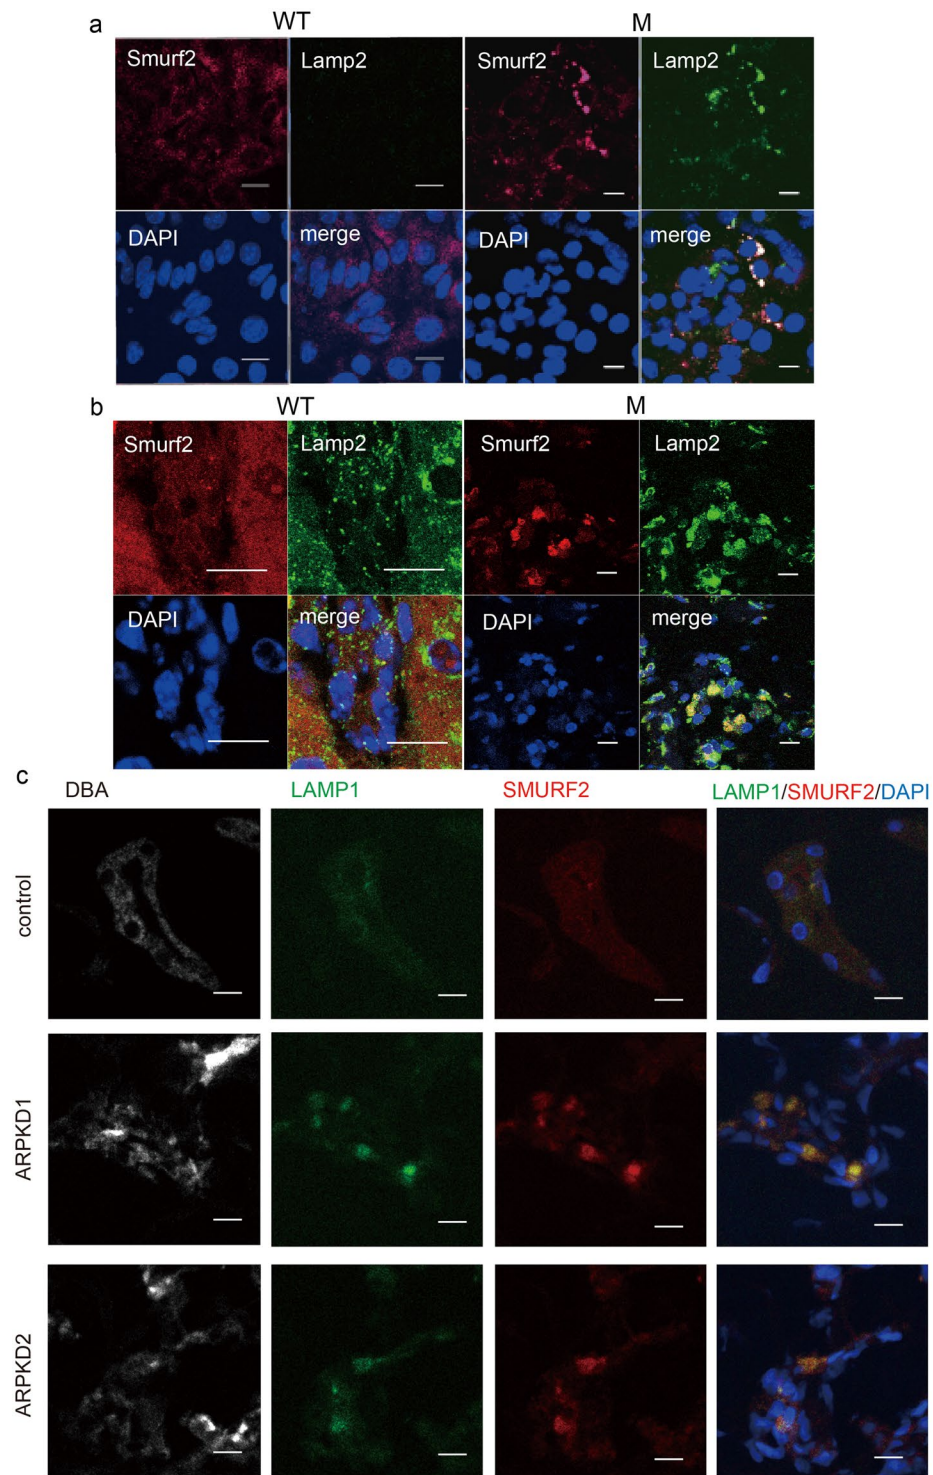 a
WT M
Smurf2 Lamp2 Smurf2 Lamp2
DAPI merge DAPI merge
b
WT M
Smurf2 Lamp2 Smurf2 Lamp2
DAPI merge DAPI merge
c
DBA LAMP1 SMURF2 LAMP1/SMURF2/DAPI
control
ARPKD1
ARPKD2